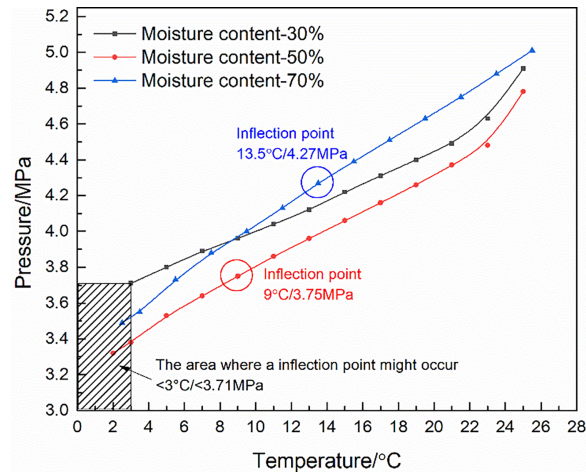 5.2
5.0
4.8
4.6
4.4
4.2
4.0
3.8
3.6
3.4
3.2
3.0
Pressure/MPa
Moisture content-30%
Moisture content-50%
Moisture content-70%
Inflection point
13.5°C/4.27MPa
Inflection point
9°C/3.75MPa
The area where a inflection point might occur
<3°C/<3.71MPa
0 2 4 6 8 10 12 14 16 18 20 22 24 26 28
Temperature/°C